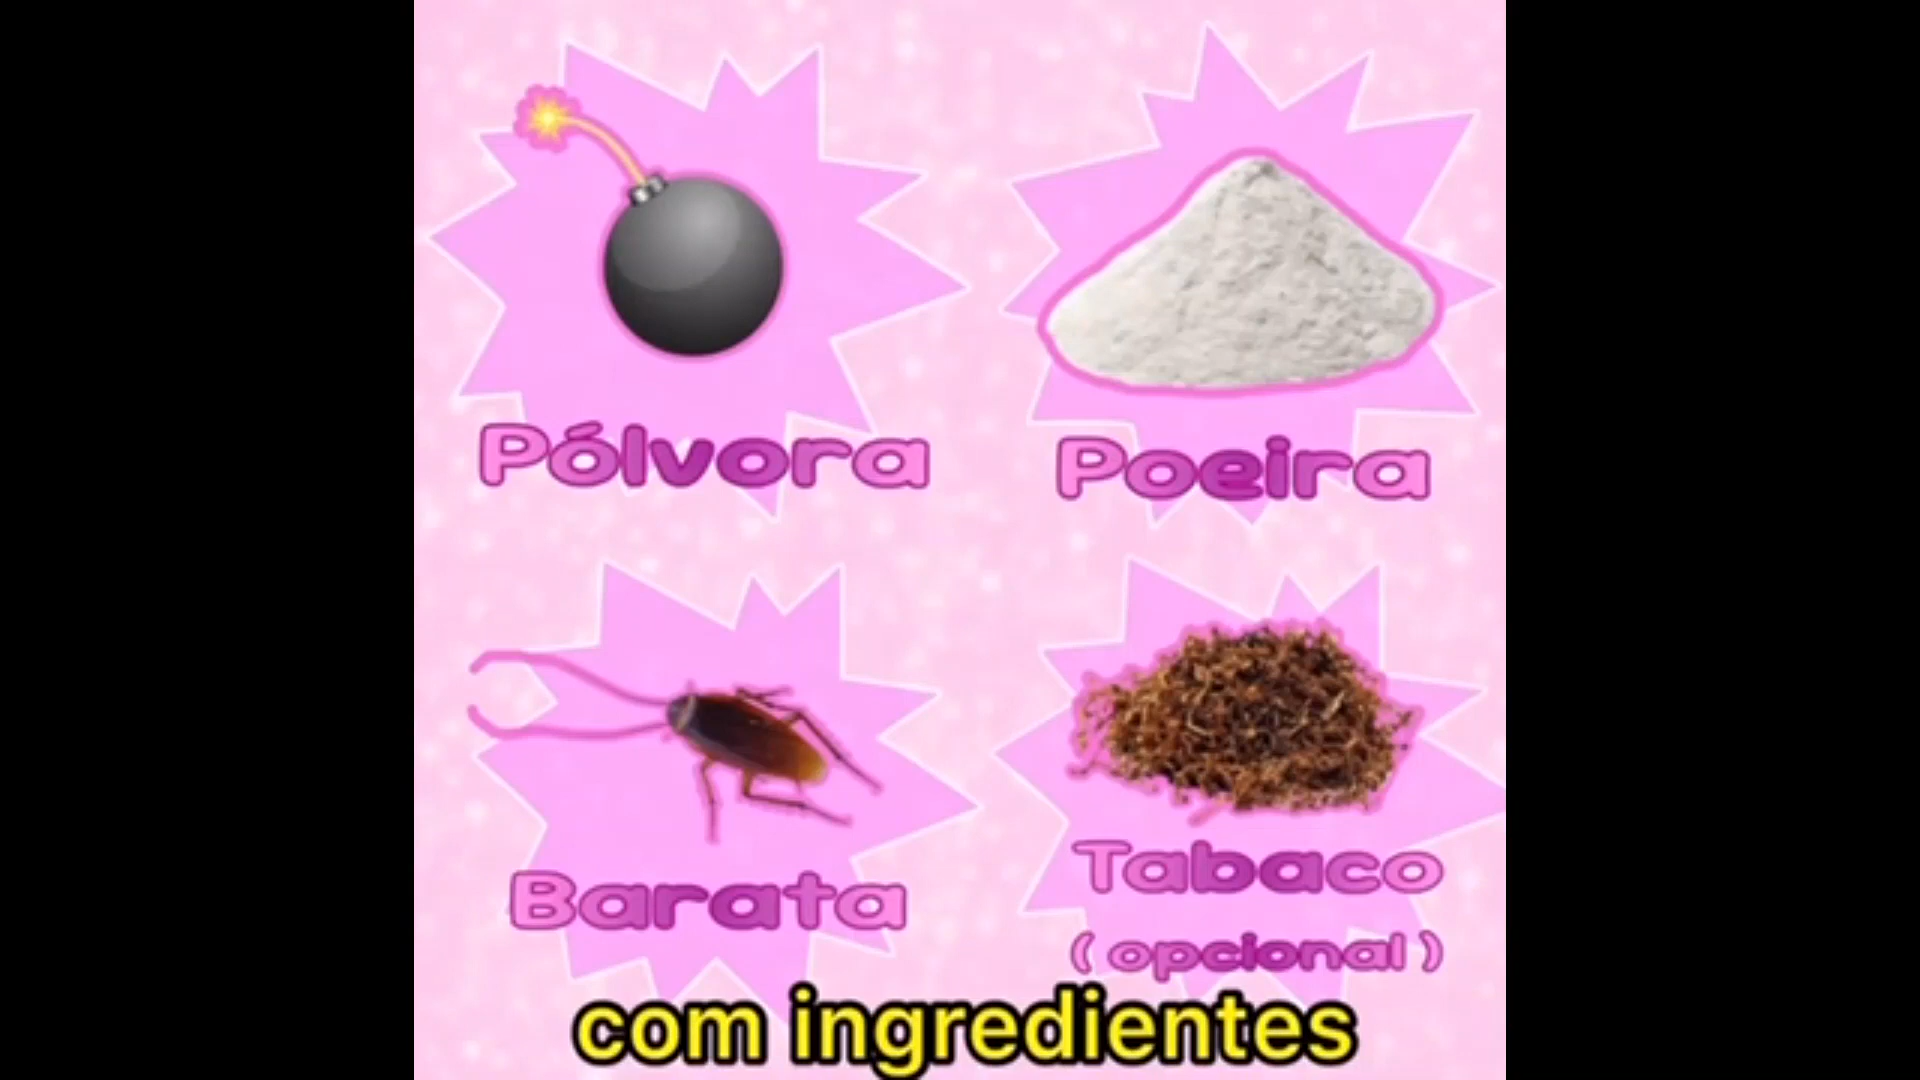 Pólvora
Poeira
Barata
Tabaco
(opcional)
com ingredientes